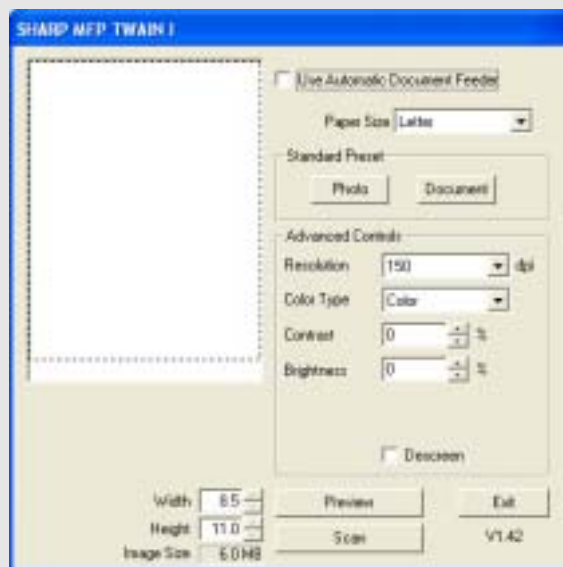 SHARP MFP TWAIN J
Use Automatic Document Feeder
Paper Size Letter
Standard Preset
Photo Document
Advanced Controls
Resolution 150 dpi
Color Type Color
Contrast 0 %
Brightness 0 %
Descreen
Width 8.5 Preview Exit
Height 11.0 Scan V1.42
Image Size 6.0 MB